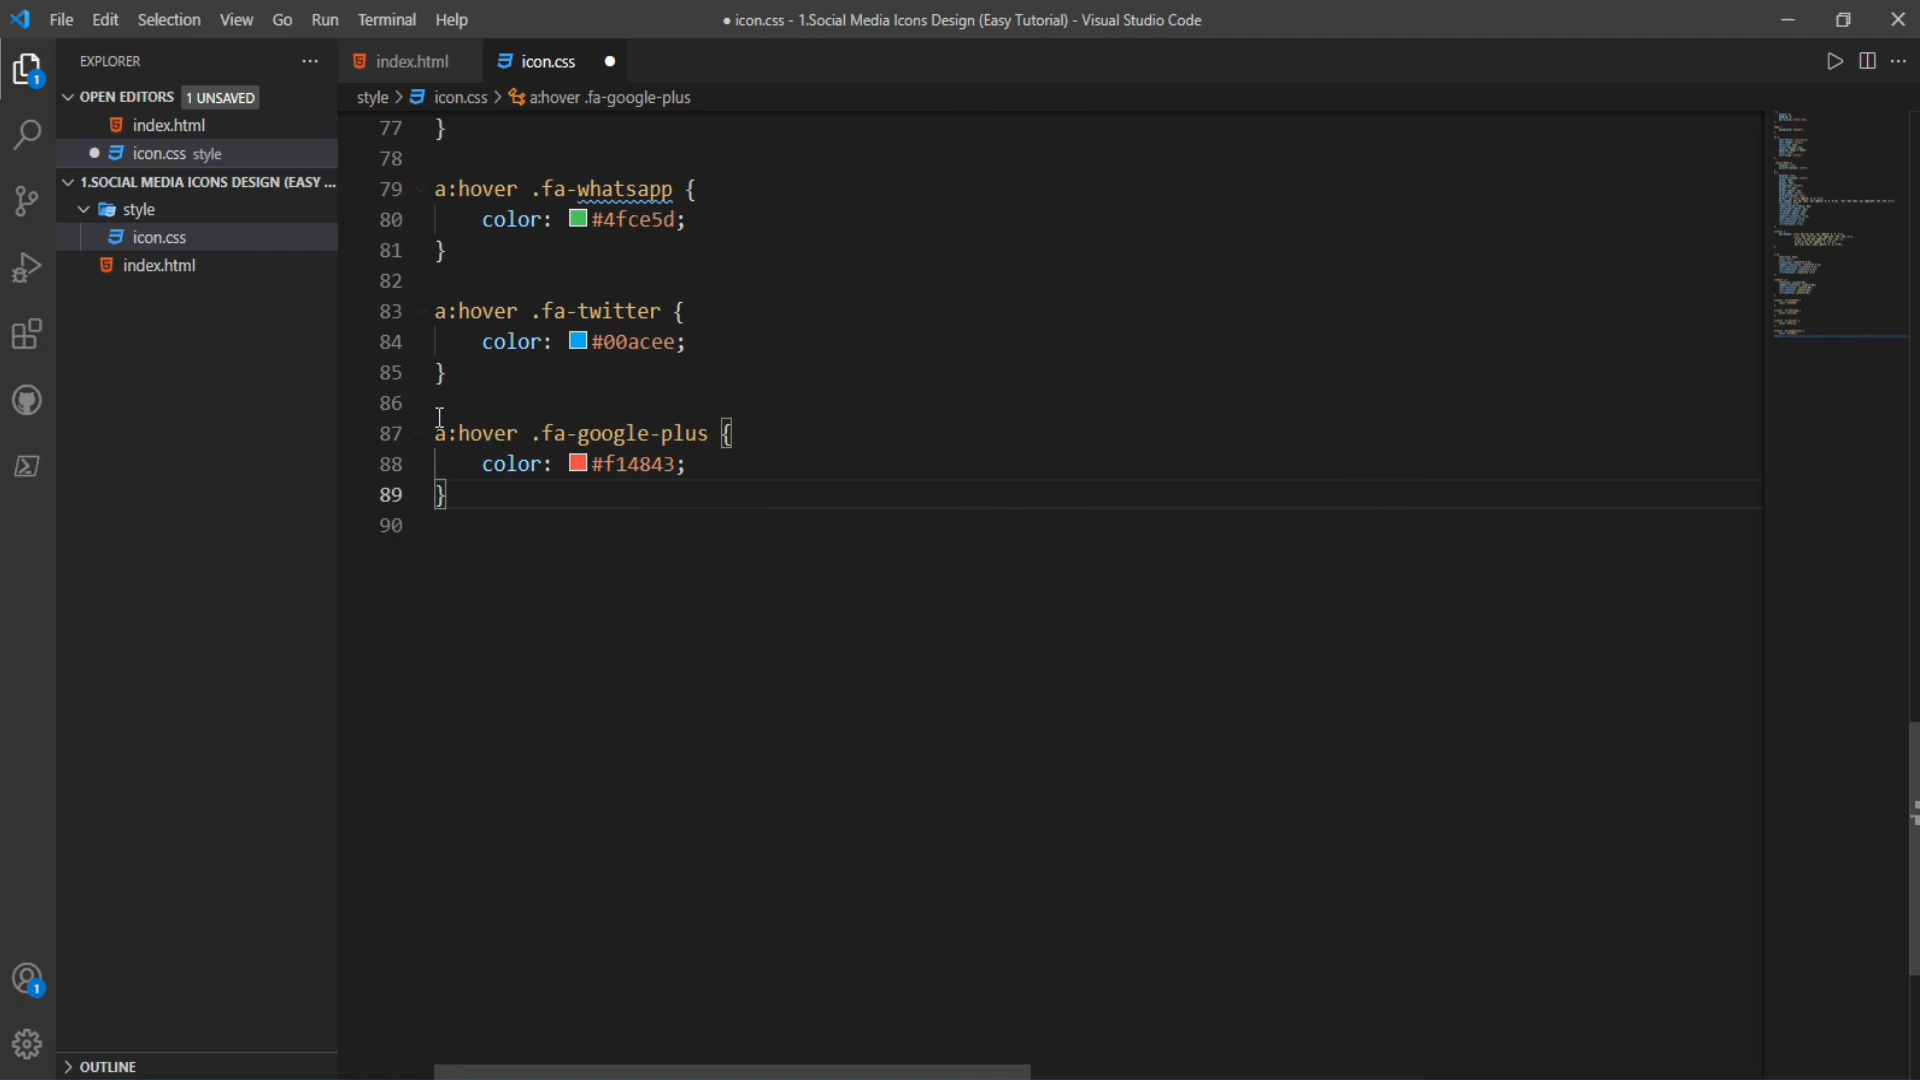 File Edit Selection View Go Run Terminal Help
● icon.css - 1.Social Media Icons Design (Easy Tutorial) - Visual Studio Code
EXPLORER
OPEN EDITORS 1 UNSAVED
index.html
icon.css style
1.SOCIAL MEDIA ICONS DESIGN (EASY ...
style
icon.css
index.html
OUTLINE
1
1
index.html icon.css
style > icon.css > a:hover .fa-google-plus
77 }
78
79 a:hover .fa-whatsapp {
80 color: #4fce5d;
81 }
82
83 a:hover .fa-twitter {
84 color: #00acee;
85 }
86
87 a:hover .fa-google-plus {
88 color: #f14843;
89 }
90